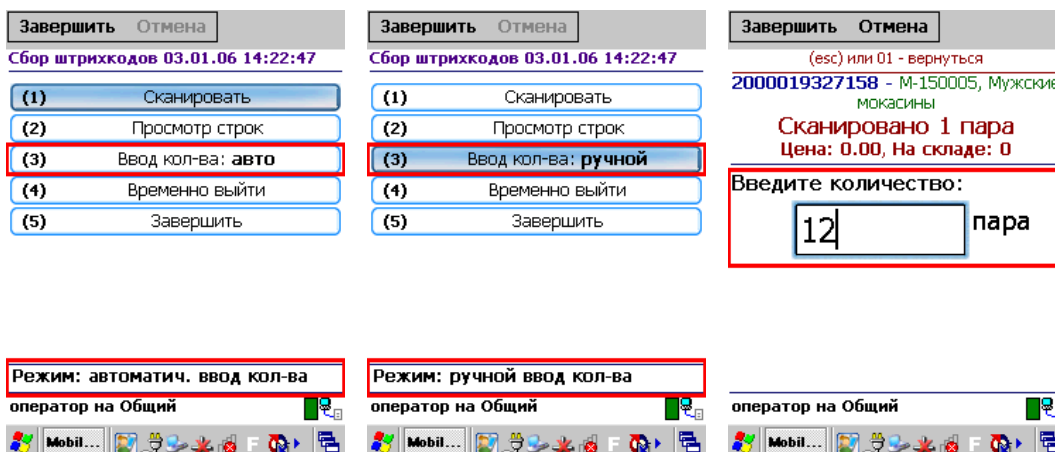 Завершить Отмена
Сбор штрихкодов 03.01.06 14:22:47
(1) Сканировать
(2) Просмотр строк
(3) Ввод кол-ва: авто
(4) Временно выйти
(5) Завершить
Режим: автоматич. ввод кол-ва
оператор на Общий
Mobil...
F
Завершить Отмена
Сбор штрихкодов 03.01.06 14:22:47
(1) Сканировать
(2) Просмотр строк
(3) Ввод кол-ва: ручной
(4) Временно выйти
(5) Завершить
Режим: ручной ввод кол-ва
оператор на Общий
Mobil...
F
Завершить Отмена
(esc) или 01 - вернуться
2000019327158 - М-150005, Мужские
мокасины
Сканировано 1 пара
Цена: 0.00, На складе: 0
Введите количество:
12 пара
оператор на Общий
Mobil...
F